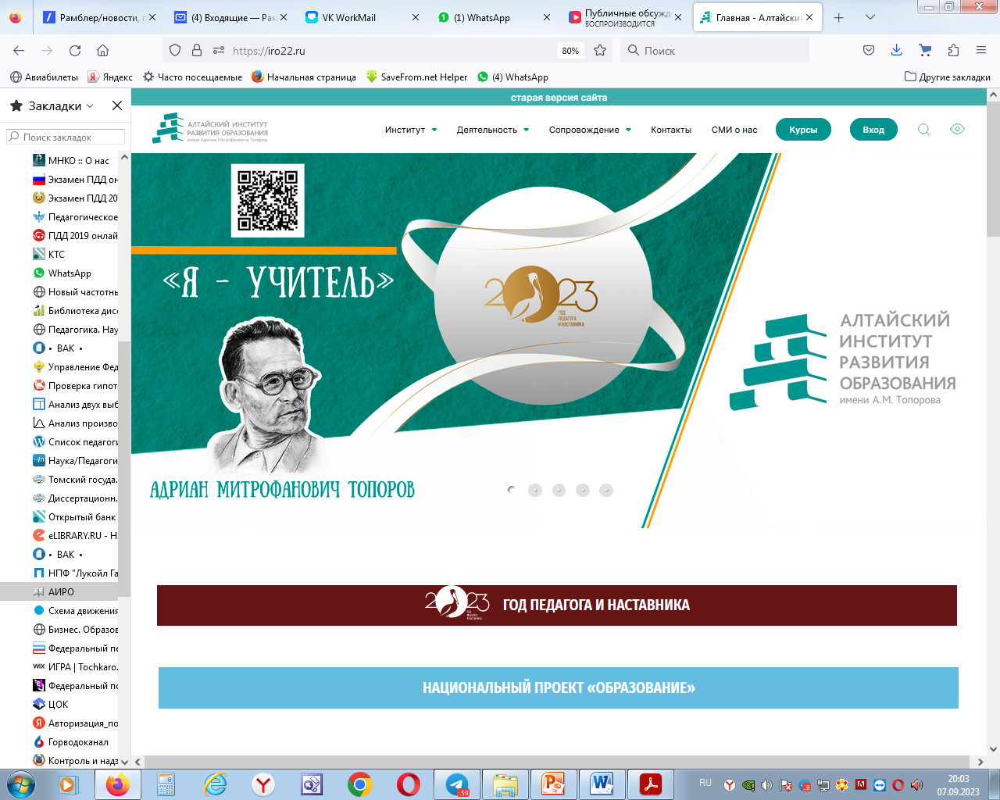 Рамблер/новости,
(4) Входящие — Рам
VK WorkMail
(1) WhatsApp
Публичные обсужд
ВОСПРОИЗВОДИТСЯ
Главная - Алтайски
https://iro22.ru
80%
Поиск
Авиабилеты
Яндекс
Часто посещаемые
Начальная страница
SaveFrom.net Helper
(4) WhatsApp
Другие закладки
Закладки
Поиск закладок
МНКО :: О нас
Экзамен ПДД он
Экзамен ПДД 20
Педагогическое
ПДД 2019 онлай
КТС
WhatsApp
Новый частотнь
Библиотека дисс
Педагогика. Нау
• ВАК •
Управление Фед
Проверка гипот
Анализ двух выб
Анализ произво
Список педагоги
Наука/Педагоги
Томский госуда.
Диссертационн.
Открытый банк
eLIBRARY.RU - Н.
• ВАК •
НПФ "Лукойл Га
АИРО
Схема движения
Бизнес. Образов
Федеральный пе
WIX ИГРА | Tochkaro.
Федеральный по
ЦОК
Авторизация_по
Горводоканал
Контроль и надз
старая версия сайта
АЛТАЙСКИЙ ИНСТИТУТ
РАЗВИТИЯ ОБРАЗОВАНИЯ
имени Адриана Митрофановича Топорова
Институт
Деятельность
Сопровождение
Контакты
СМИ о нас
Курсы
Вход
«Я - УЧИТЕЛЬ»
2023
ГОД
ПЕДАГОГА
И НАСТАВНИКА
АДРИАН МИТРОФАНОВИЧ ТОПОРОВ
АЛТАЙСКИЙ
ИНСТИТУТ
РАЗВИТИЯ
ОБРАЗОВАНИЯ
имени А.М. Топорова
2023
ГОД ПЕДАГОГА И НАСТАВНИКА
НАЦИОНАЛЬНЫЙ ПРОЕКТ «ОБРАЗОВАНИЕ»
.59
RU
20:03
07.09.2023